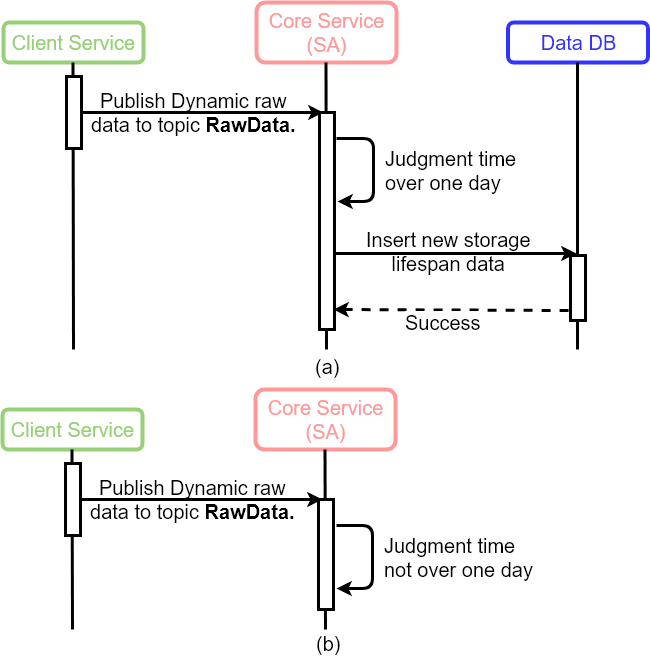 Client Service
Core Service
(SA)
Data DB
Publish Dynamic raw
data to topic RawData.
Judgment time
over one day
Insert new storage
lifespan data
Success
(a)
Client Service
Core Service
(SA)
Publish Dynamic raw
data to topic RawData.
Judgment time
not over one day
(b)